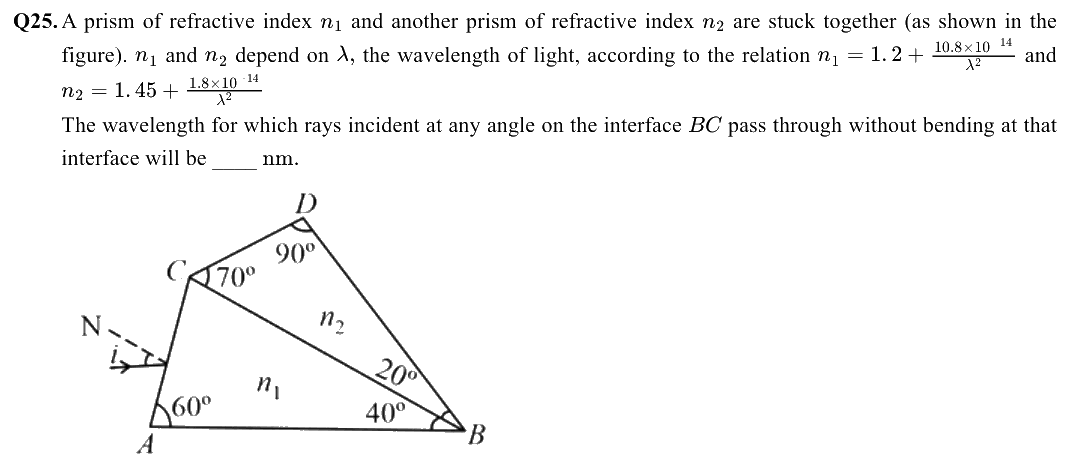 Q25. A prism of refractive index n₁ and another prism of refractive index n₂ are stuck together (as shown in the
figure). n₁ and n₂ depend on λ, the wavelength of light, according to the relation n₁ = 1.2 + (10.8×10 ¹⁴)/λ² and
n₂ = 1.45 + (1.8×10⁻¹⁴)/λ²
The wavelength for which rays incident at any angle on the interface BC pass through without bending at that
interface will be ____ nm.
D
90°
C
70°
N
n₂
i
20°
n₁
60°
40°
A
B